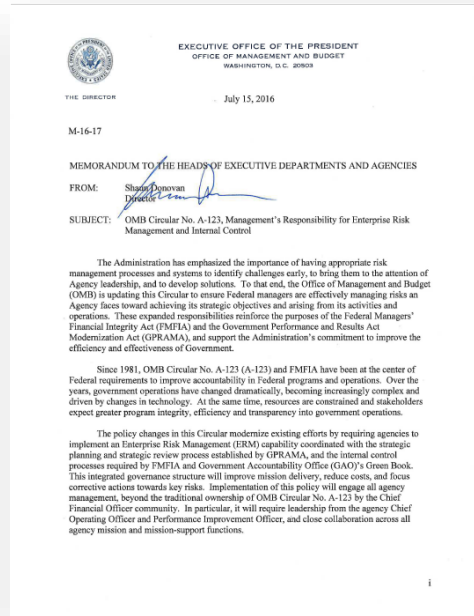 EXECUTIVE OFFICE OF THE PRESIDENT
OFFICE OF MANAGEMENT AND BUDGET
WASHINGTON, D.C. 20503
THE DIRECTOR
July 15, 2016
M-16-17
MEMORANDUM TO THE HEADS OF EXECUTIVE DEPARTMENTS AND AGENCIES
FROM: Shaun Donovan
Director
SUBJECT: OMB Circular No. A-123, Management's Responsibility for Enterprise Risk
Management and Internal Control
The Administration has emphasized the importance of having appropriate risk
management processes and systems to identify challenges early, to bring them to the attention of
Agency leadership, and to develop solutions. To that end, the Office of Management and Budget
(OMB) is updating this Circular to ensure Federal managers are effectively managing risks an
Agency faces toward achieving its strategic objectives and arising from its activities and
operations. These expanded responsibilities reinforce the purposes of the Federal Managers'
Financial Integrity Act (FMFIA) and the Government Performance and Results Act
Modernization Act (GPRAMA), and support the Administration's commitment to improve the
efficiency and effectiveness of Government.
Since 1981, OMB Circular No. A-123 (A-123) and FMFIA have been at the center of
Federal requirements to improve accountability in Federal programs and operations. Over the
years, government operations have changed dramatically, becoming increasingly complex and
driven by changes in technology. At the same time, resources are constrained and stakeholders
expect greater program integrity, efficiency and transparency into government operations.
The policy changes in this Circular modernize existing efforts by requiring agencies to
implement an Enterprise Risk Management (ERM) capability coordinated with the strategic
planning and strategic review process established by GPRAMA, and the internal control
processes required by FMFIA and Government Accountability Office (GAO)'s Green Book.
This integrated governance structure will improve mission delivery, reduce costs, and focus
corrective actions towards key risks. Implementation of this policy will engage all agency
management, beyond the traditional ownership of OMB Circular No. A-123 by the Chief
Financial Officer community. In particular, it will require leadership from the agency Chief
Operating Officer and Performance Improvement Officer, and close collaboration across all
agency mission and mission-support functions.
i